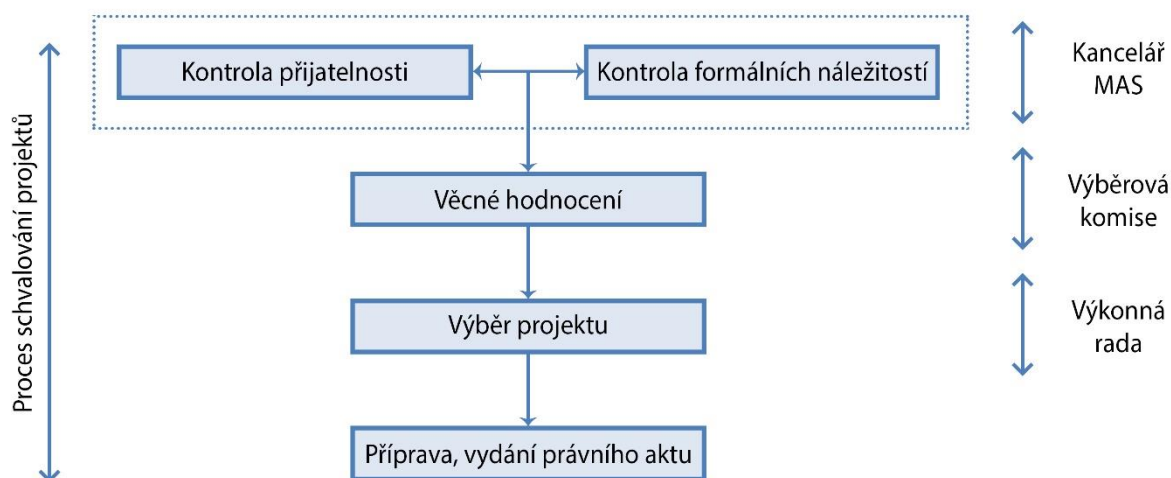 Proces schvalování projektů
Kontrola přijatelnosti
Kontrola formálních náležitostí
Kancelář
MAS
Věcné hodnocení
Výběrová
komise
Výběr projektu
Výkonná
rada
Příprava, vydání právního aktu